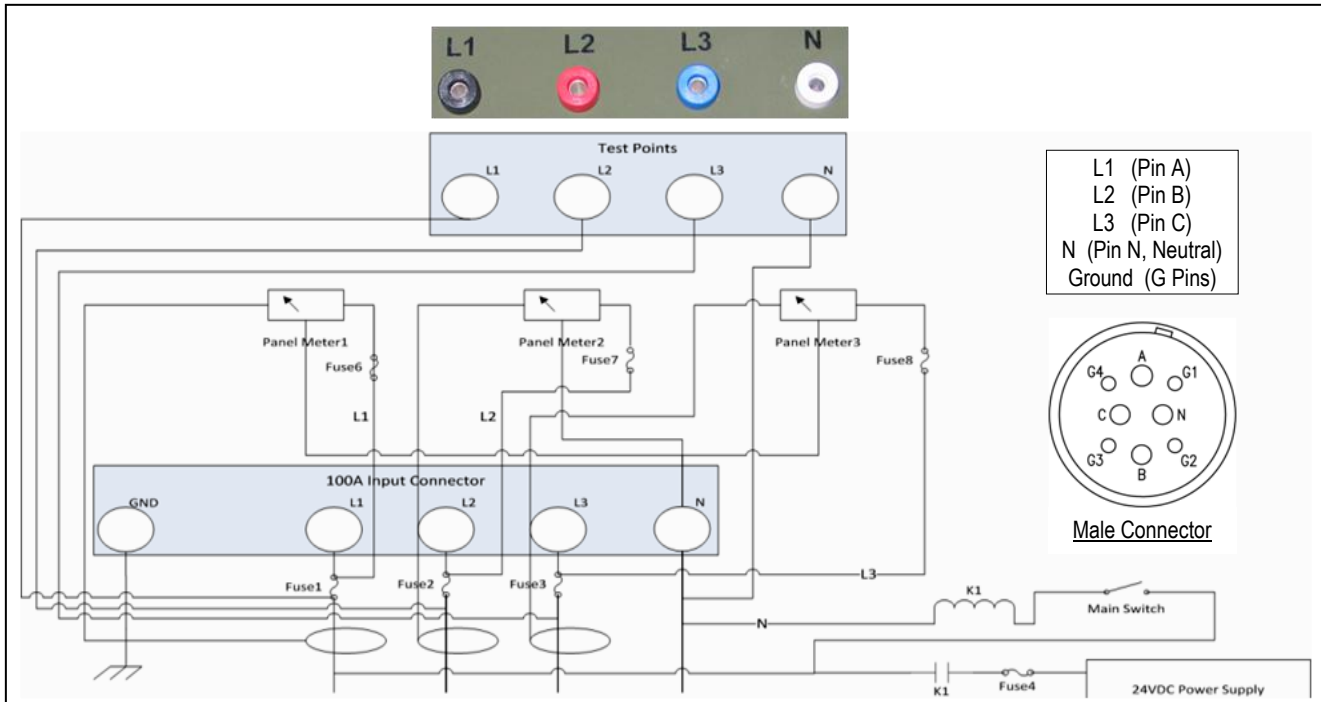 L1 L2 L3 N
Test Points
L1 L2 L3 N
L1 (Pin A)
L2 (Pin B)
L3 (Pin C)
N (Pin N, Neutral)
Ground (G Pins)
Panel Meter1
Panel Meter2
Panel Meter3
Fuse6
Fuse7
Fuse8
L1
L2
A
G4 G1
C N
G3 G2
B
Male Connector
100A Input Connector
GND L1 L2 L3 N
Fuse1
Fuse2
Fuse3
L3
N
K1
Main Switch
K1
Fuse4
24VDC Power Supply